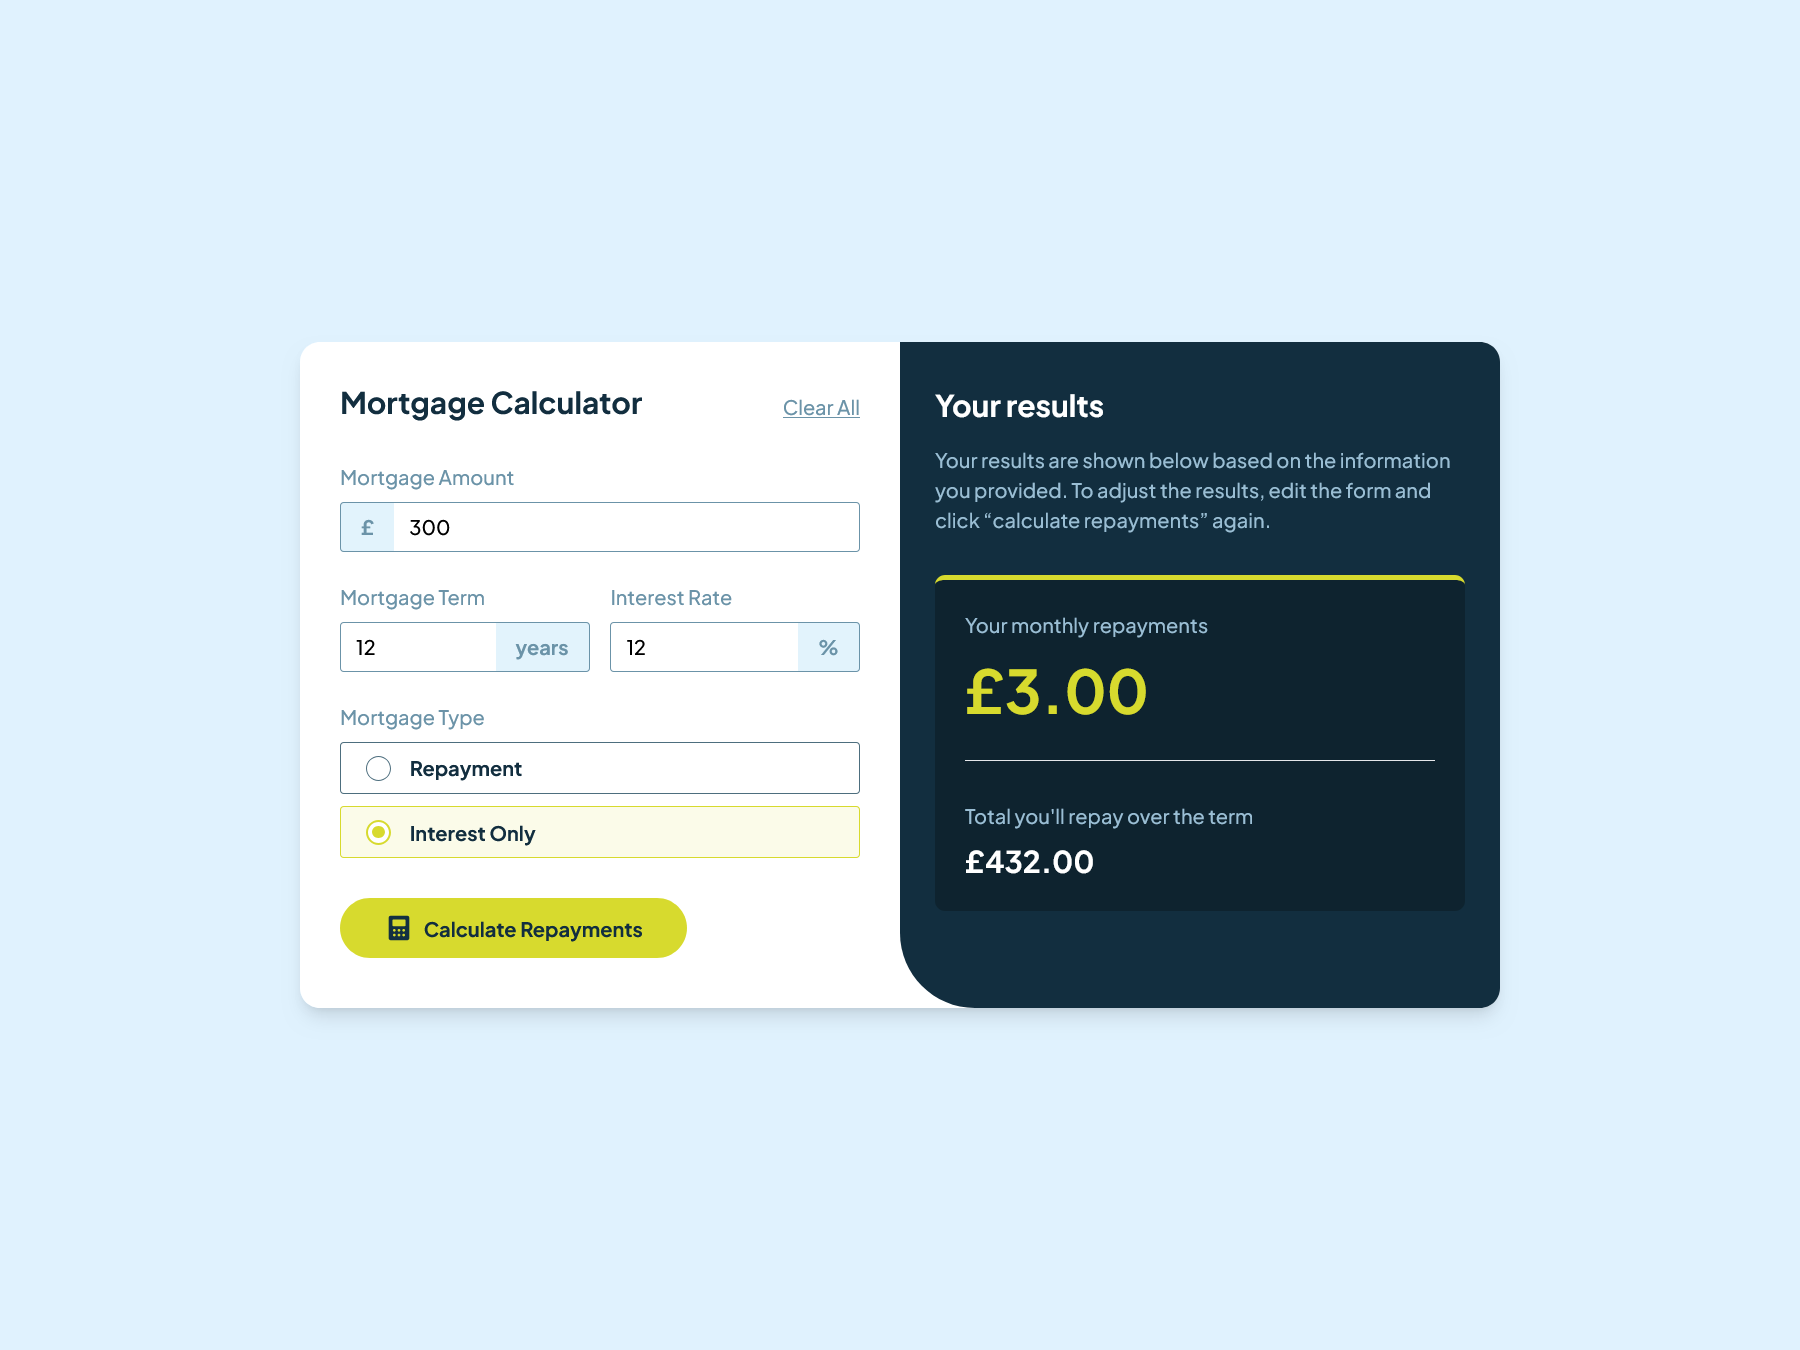 Mortgage Calculator
Clear All
Mortgage Amount
£ 300
Mortgage Term
12 years
Interest Rate
12 %
Mortgage Type
Repayment
Interest Only
Calculate Repayments
Your results
Your results are shown below based on the information
you provided. To adjust the results, edit the form and
click “calculate repayments” again.
Your monthly repayments
£3.00
Total you'll repay over the term
£432.00